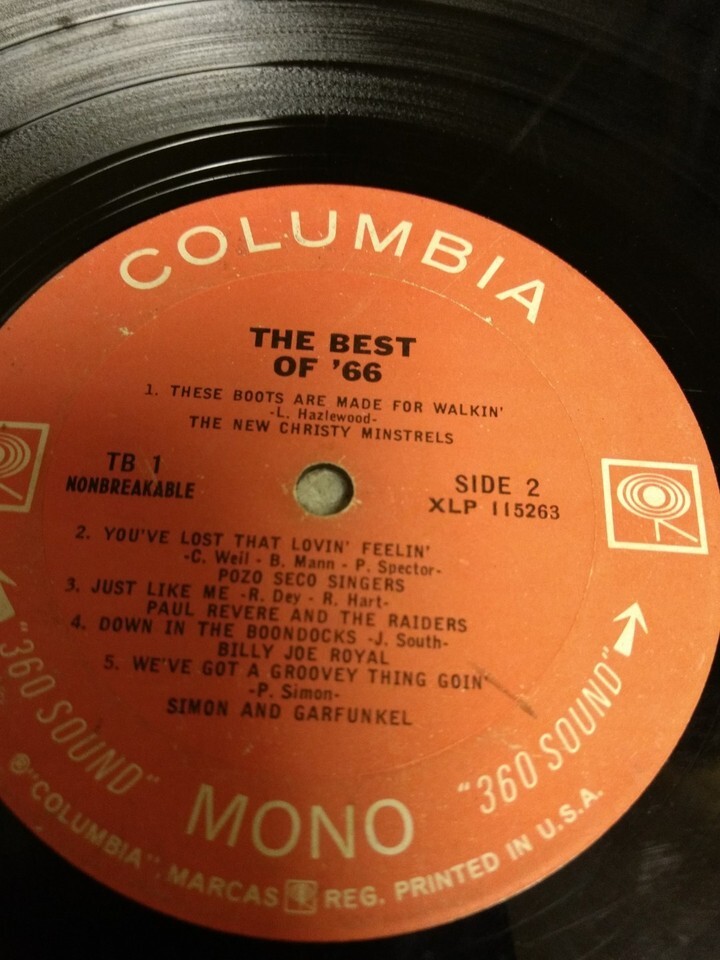 COLUMBIA
THE BEST
OF '66
1. THESE BOOTS ARE MADE FOR WALKIN'
-L. Hazlewood-
THE NEW CHRISTY MINSTRELS
TB 1
NONBREAKABLE
SIDE 2
XLP 115263
2. YOU'VE LOST THAT LOVIN' FEELIN'
-C. Weil - B. Mann - P. Spector-
POZO SECO SINGERS
3. JUST LIKE ME -R. Dey - R. Hart-
PAUL REVERE AND THE RAIDERS
4. DOWN IN THE BOONDOCKS -J. South-
BILLY JOE ROYAL
5. WE'VE GOT A GROOVEY THING GOIN'
-P. Simon-
SIMON AND GARFUNKEL
"360 SOUND"
MONO
"360 SOUND"
® "COLUMBIA", MARCAS REG. PRINTED IN U.S.A.